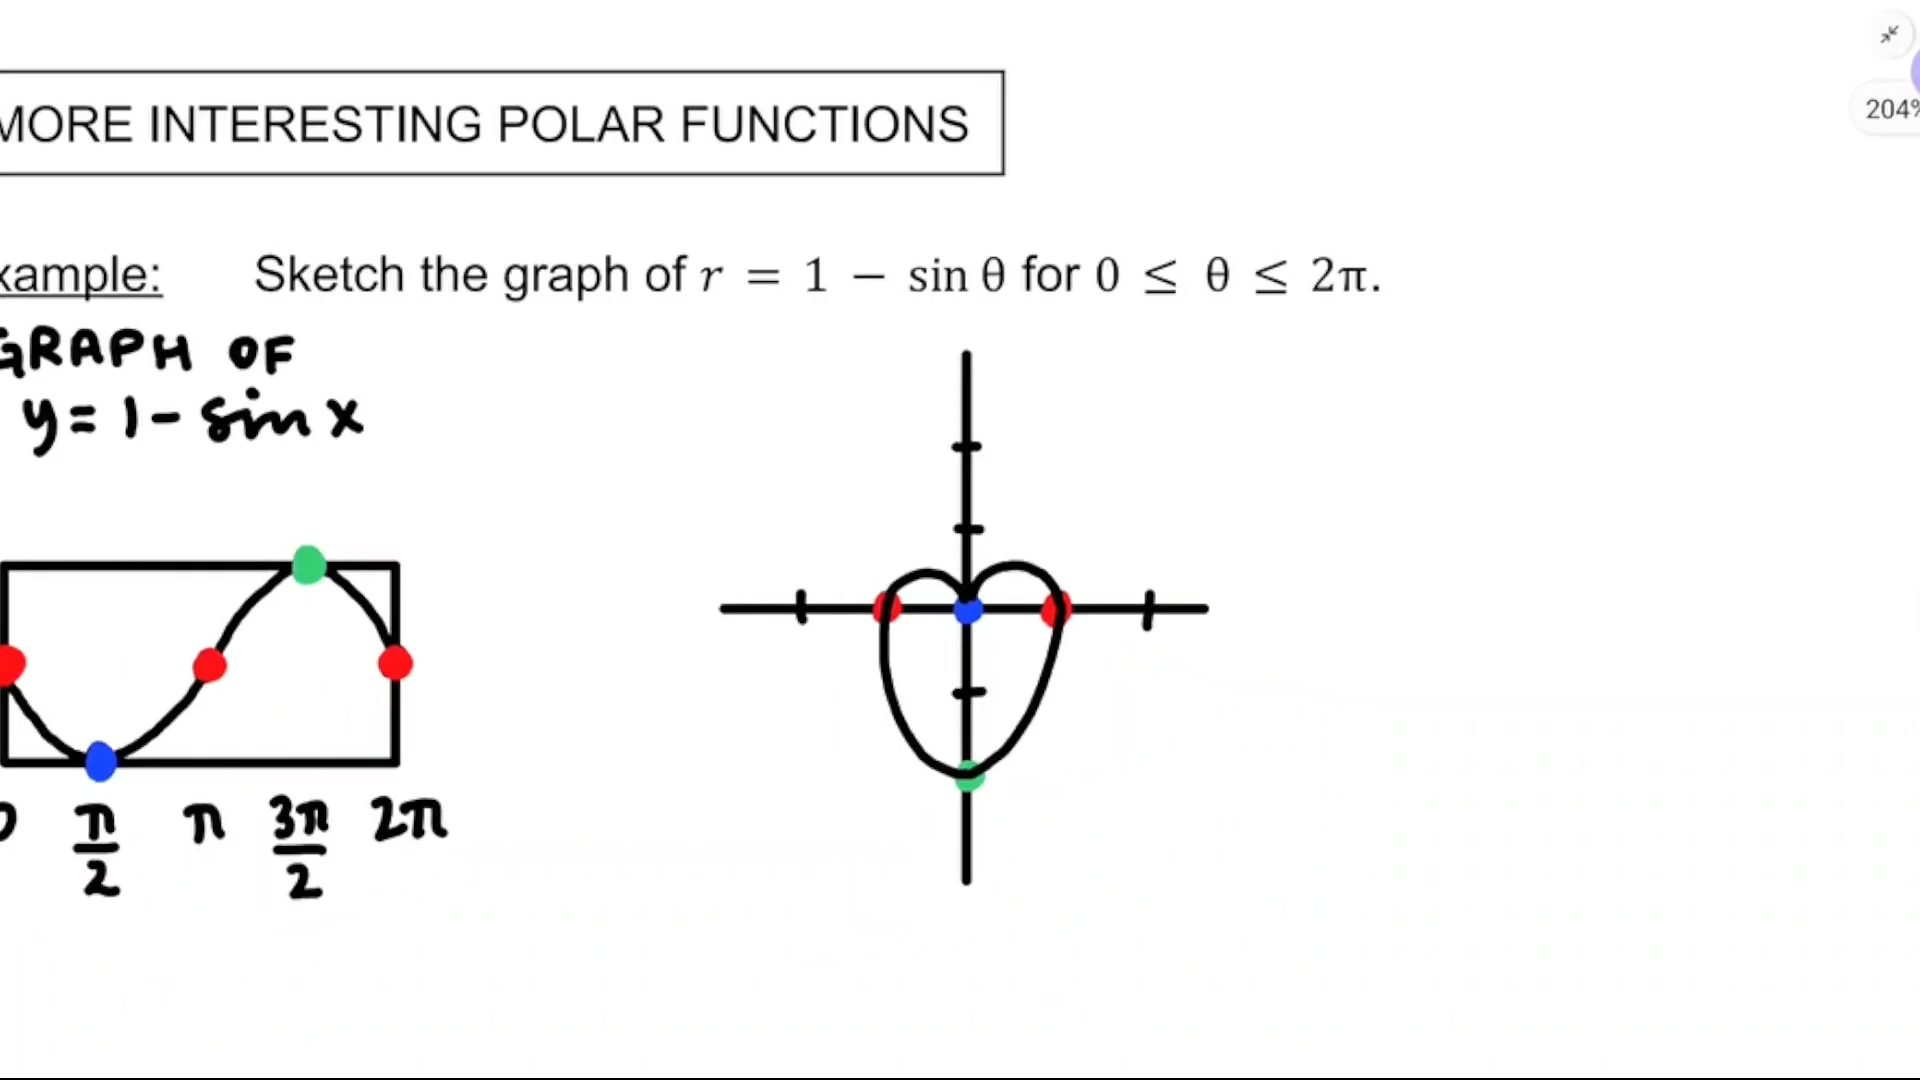 MORE INTERESTING POLAR FUNCTIONS
204%
xample: Sketch the graph of r = 1 − sin θ for 0 ≤ θ ≤ 2π.
GRAPH OF
y = 1 - sin x
0 π/2 π 3π/2 2π